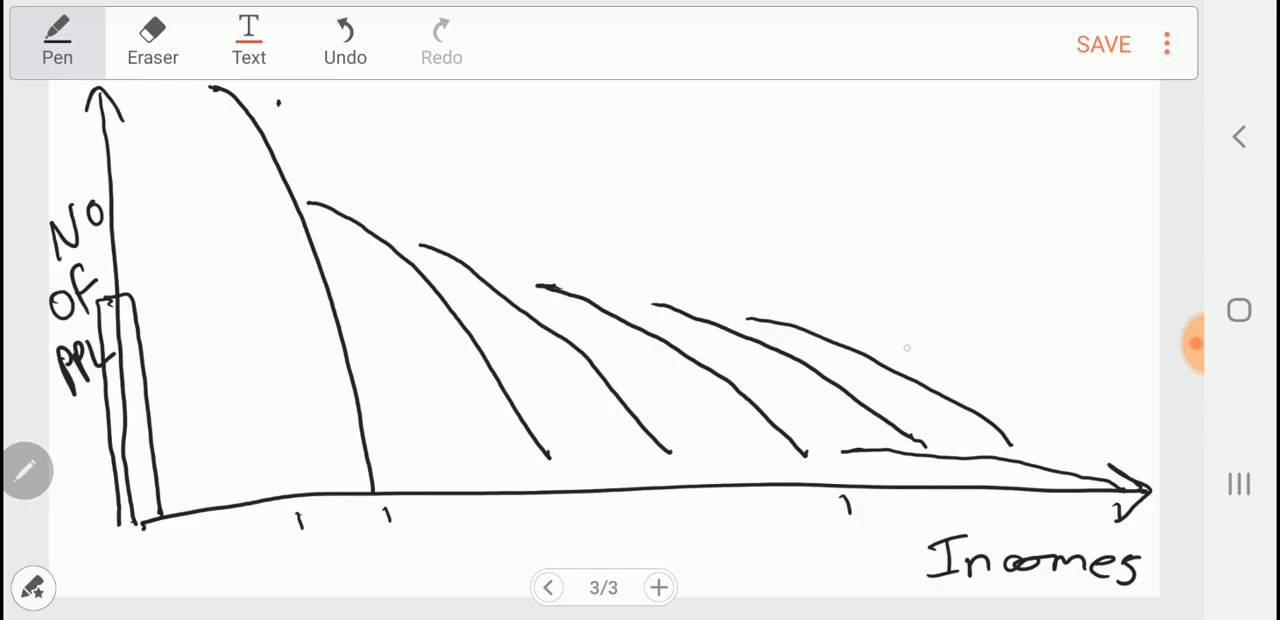 Pen
Eraser
Text
Undo
Redo
SAVE
NO
OF
PPL
Incomes
3/3